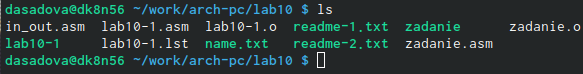 dasadova@dk8n56 ~/work/arch-pc/lab10 $ ls
in_out.asm lab10-1.asm lab10-1.o readme-1.txt zadanie zadanie.o
lab10-1 lab10-1.lst name.txt readme-2.txt zadanie.asm
dasadova@dk8n56 ~/work/arch-pc/lab10 $